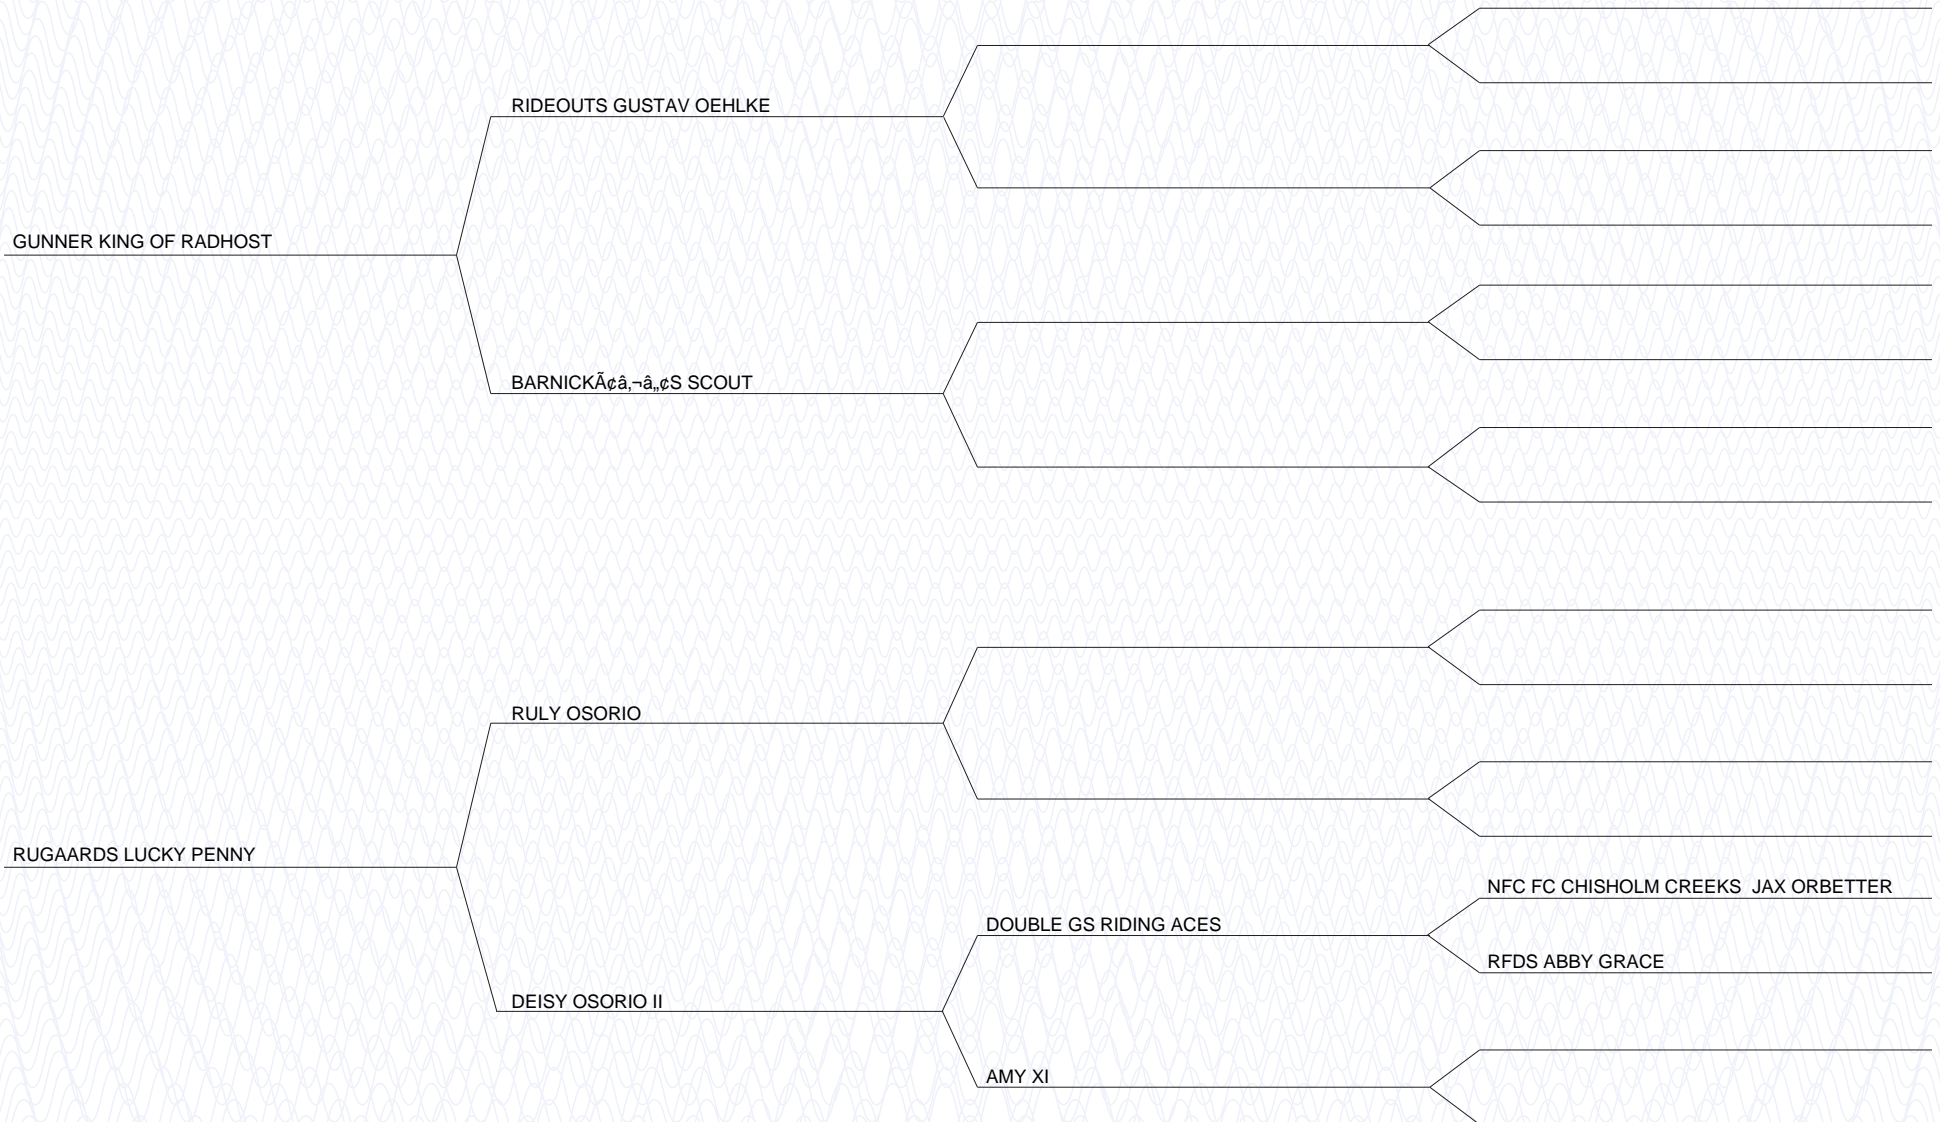 RIDEOUTS GUSTAV OEHLKE
GUNNER KING OF RADHOST
BARNICKÃ¢â‚¬â„¢S SCOUT
RULY OSORIO
RUGAARDS LUCKY PENNY
NFC FC CHISHOLM CREEKS  JAX ORBETTER
DOUBLE GS RIDING ACES
RFDS ABBY GRACE
DEISY OSORIO II
AMY XI